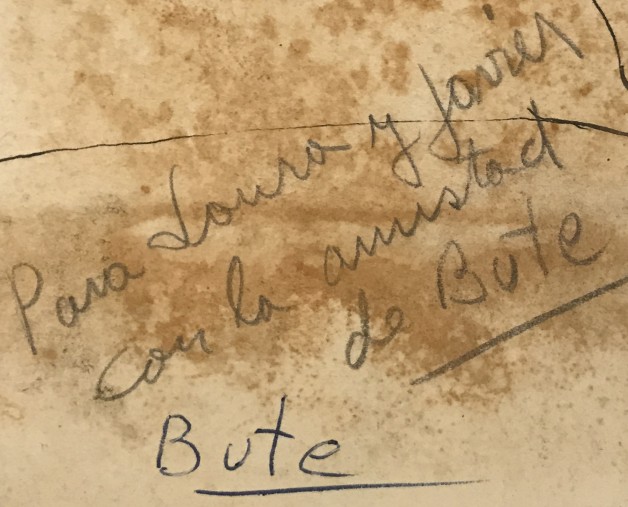 Para Laura y Javier
con la amistad
de Bute
Bute